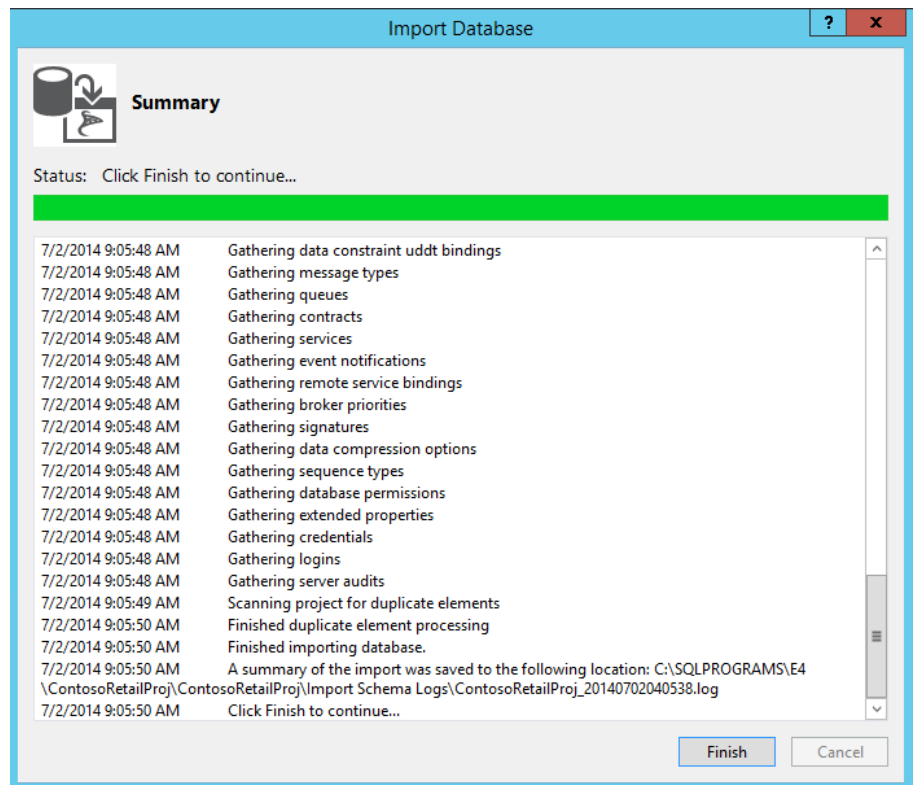 Import Database
?
x
Summary
Status: Click Finish to continue...
7/2/2014 9:05:48 AM Gathering data constraint uddt bindings
7/2/2014 9:05:48 AM Gathering message types
7/2/2014 9:05:48 AM Gathering queues
7/2/2014 9:05:48 AM Gathering contracts
7/2/2014 9:05:48 AM Gathering services
7/2/2014 9:05:48 AM Gathering event notifications
7/2/2014 9:05:48 AM Gathering remote service bindings
7/2/2014 9:05:48 AM Gathering broker priorities
7/2/2014 9:05:48 AM Gathering signatures
7/2/2014 9:05:48 AM Gathering data compression options
7/2/2014 9:05:48 AM Gathering sequence types
7/2/2014 9:05:48 AM Gathering database permissions
7/2/2014 9:05:48 AM Gathering extended properties
7/2/2014 9:05:48 AM Gathering credentials
7/2/2014 9:05:48 AM Gathering logins
7/2/2014 9:05:48 AM Gathering server audits
7/2/2014 9:05:49 AM Scanning project for duplicate elements
7/2/2014 9:05:50 AM Finished duplicate element processing
7/2/2014 9:05:50 AM Finished importing database.
7/2/2014 9:05:50 AM A summary of the import was saved to the following location: C:\SQLPROGRAMS\E4
\ContosoRetailProj\ContosoRetailProj\Import Schema Logs\ContosoRetailProj_20140702040538.log
7/2/2014 9:05:50 AM Click Finish to continue...
Finish
Cancel